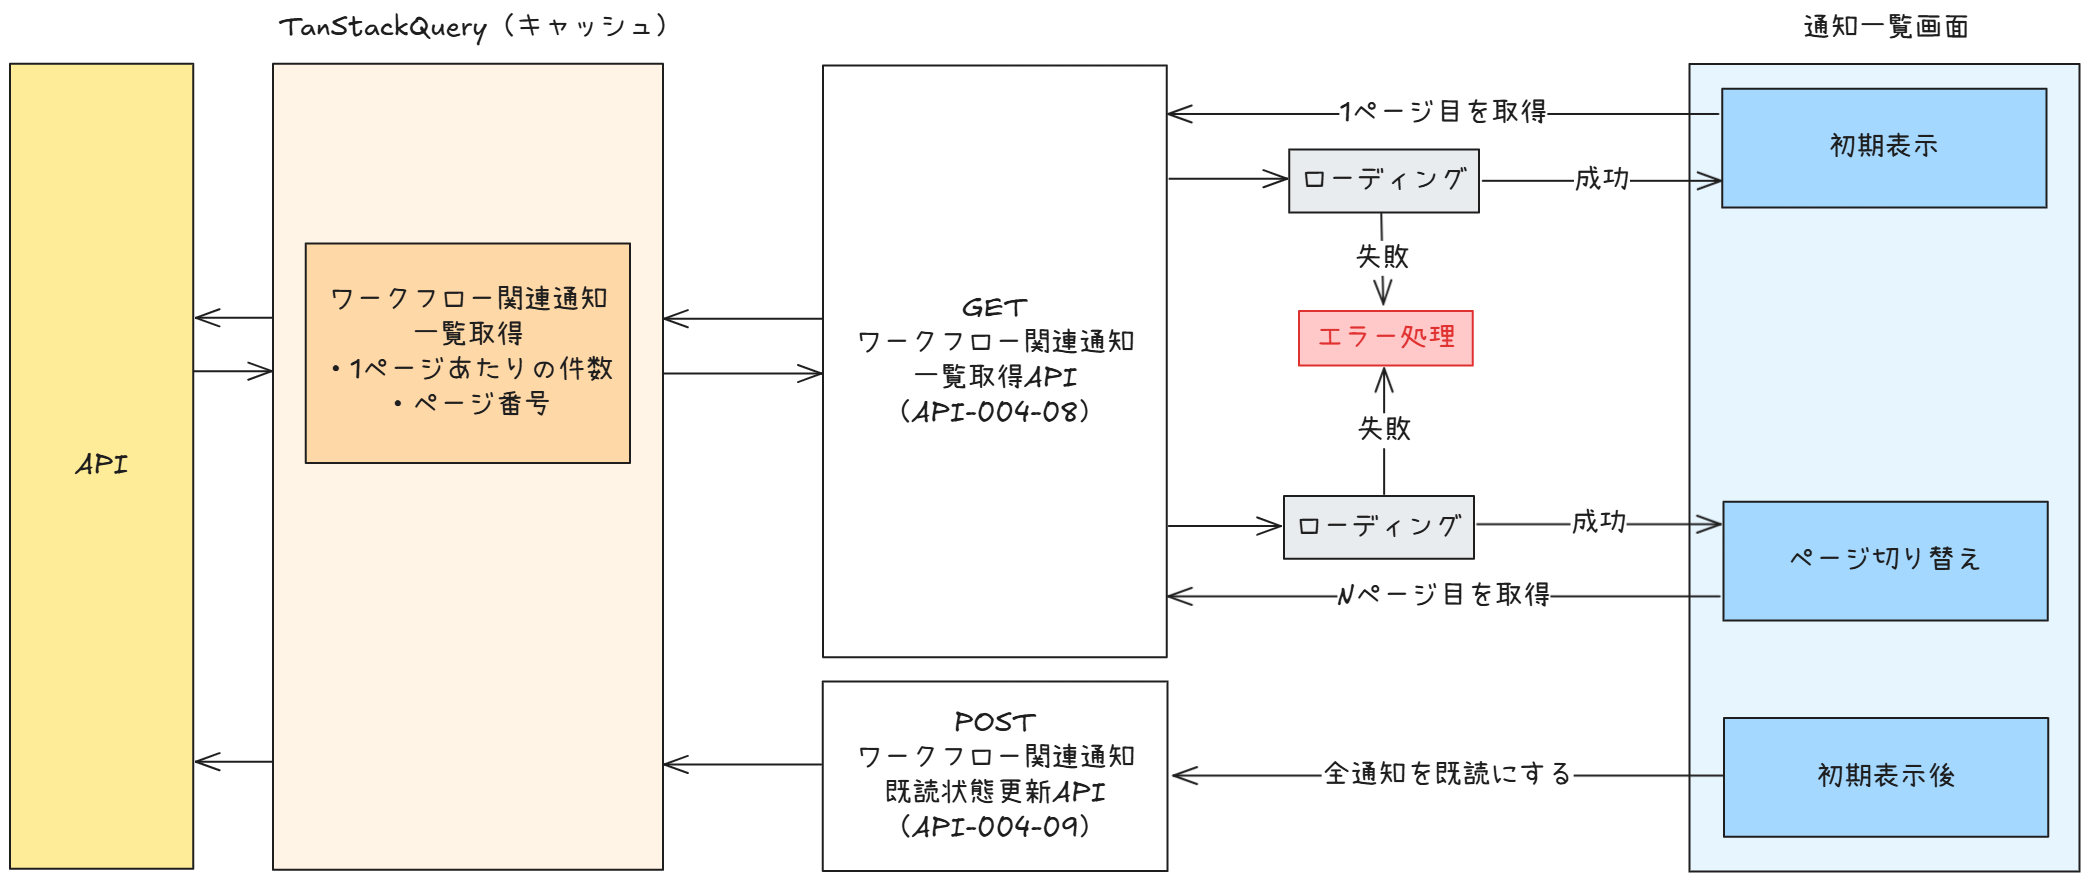 TanStackQuery（キャッシュ）
通知一覧画面
API
ワークフロー関連通知
一覧取得
・1ページあたりの件数
・ページ番号
GET
ワークフロー関連通知
一覧取得API
（API-004-08）
1ページ目を取得
初期表示
ローディング
成功
失敗
エラー処理
失敗
ローディング
成功
ページ切り替え
Nページ目を取得
POST
ワークフロー関連通知
既読状態更新API
（API-004-09）
全通知を既読にする
初期表示後